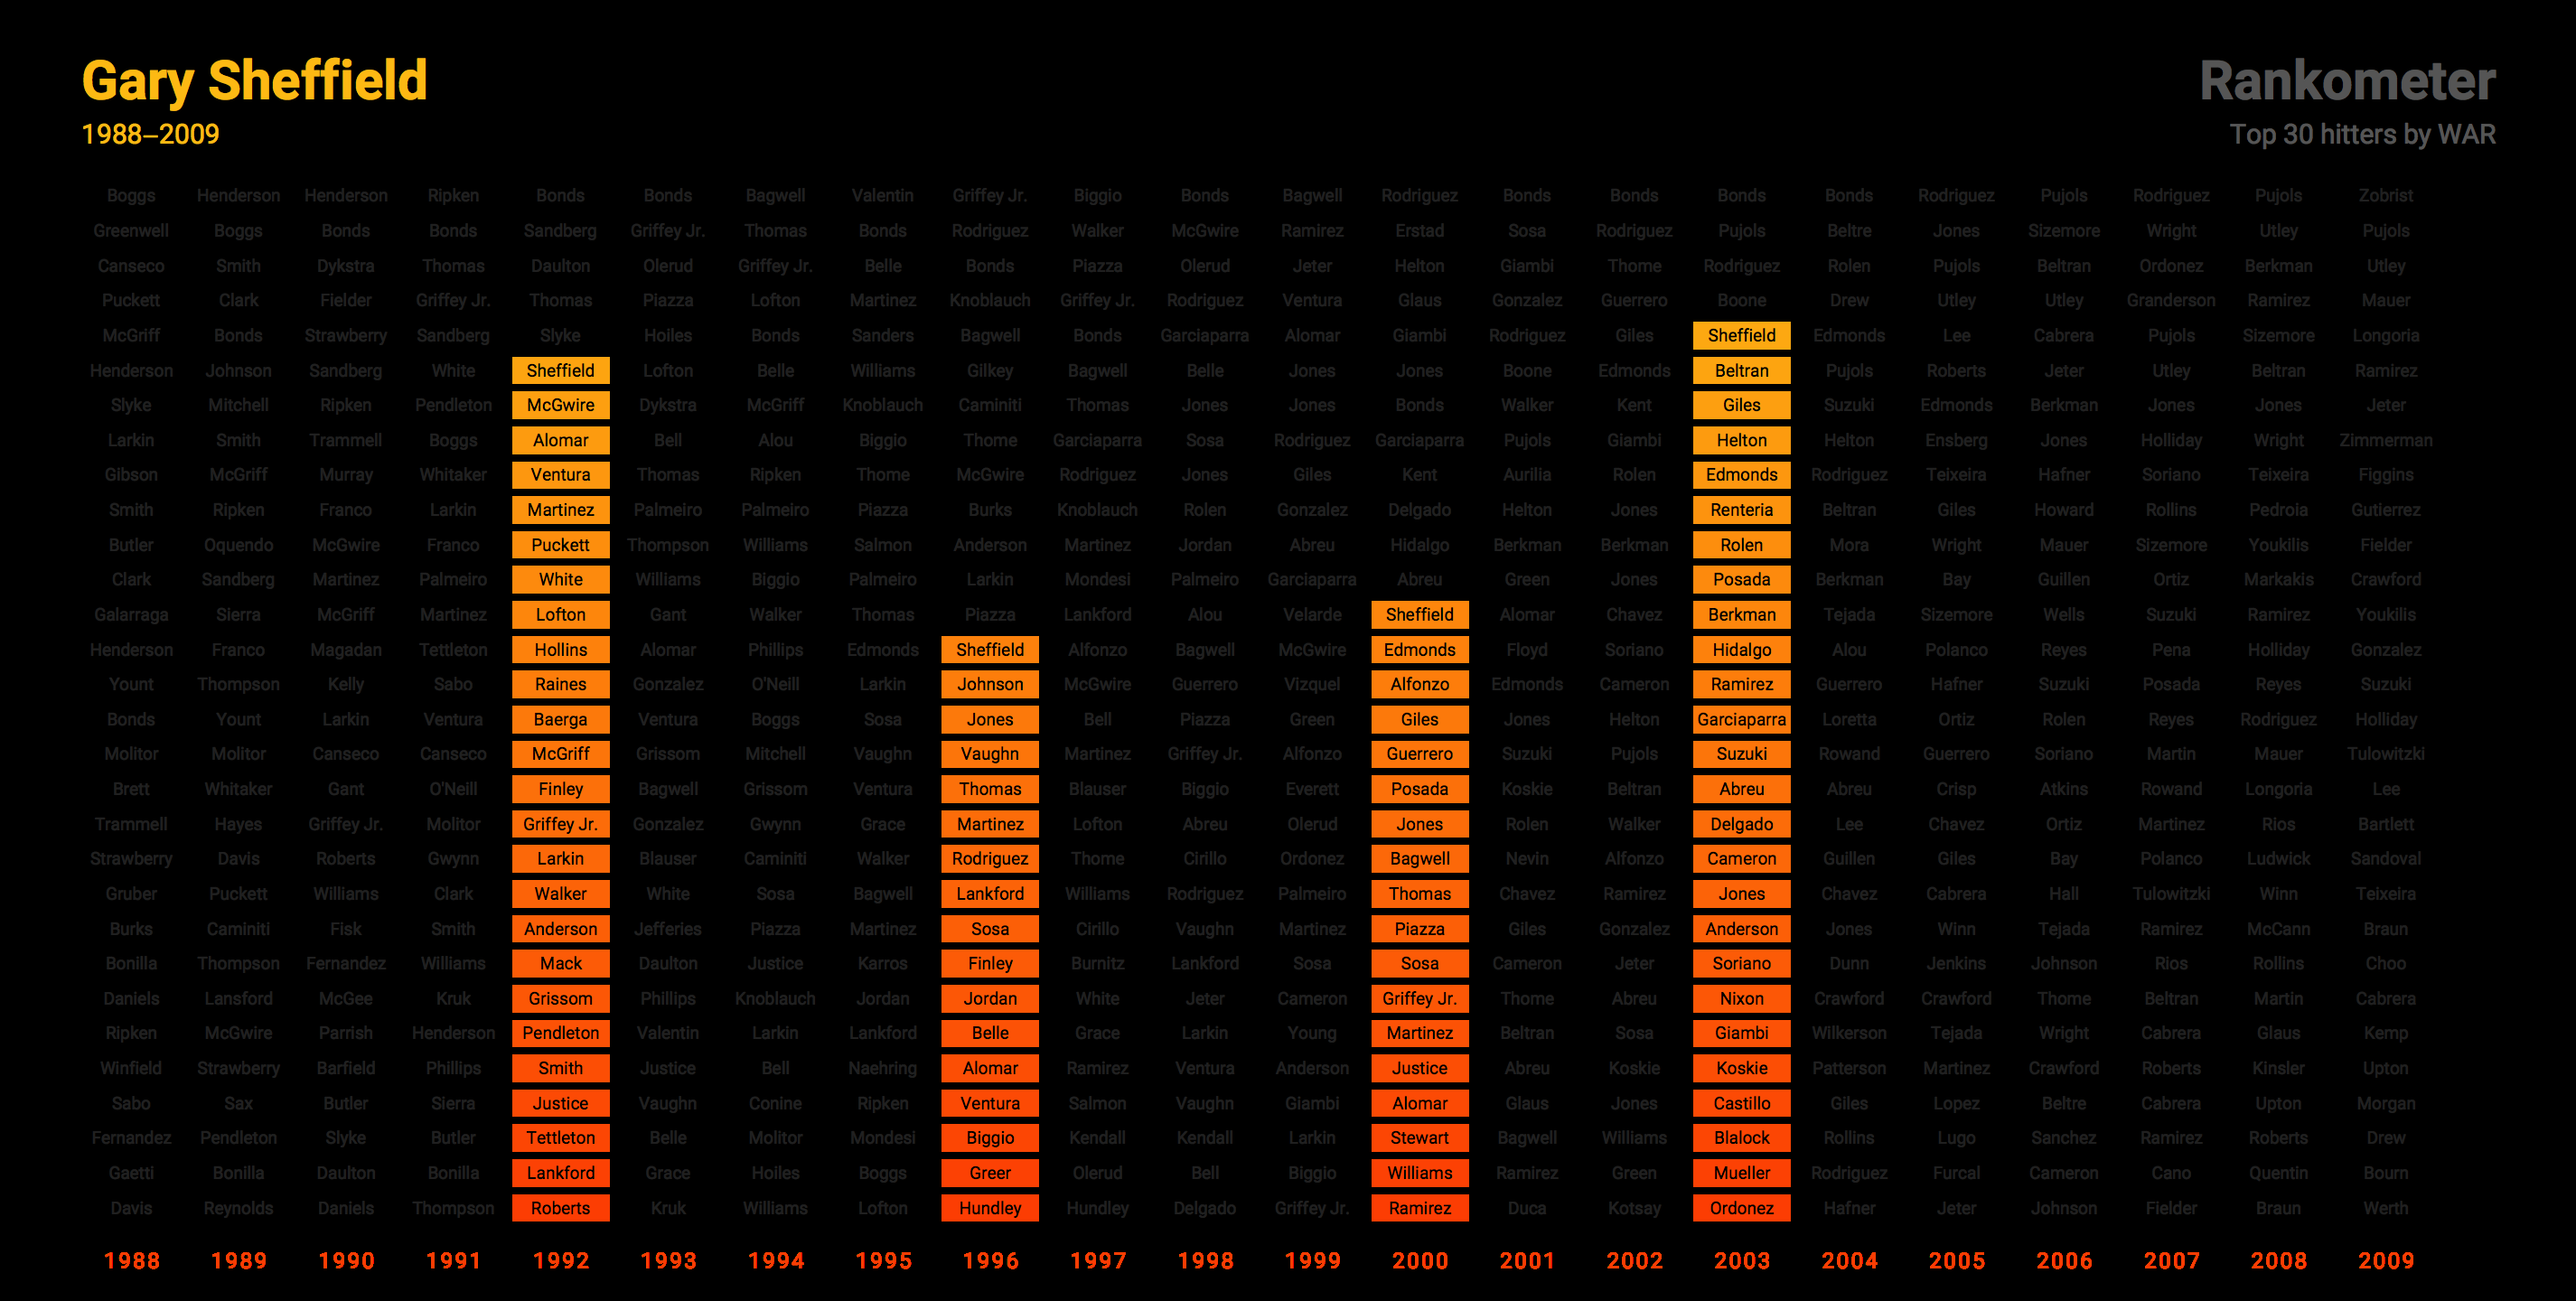 Gary Sheffield
1988–2009
Rankometer
Top 30 hitters by WAR
Boggs Henderson Henderson Ripken Bonds Bonds Bagwell Valentin Griffey Jr. Biggio Bonds Bagwell Rodriguez Bonds Bonds Bonds Bonds Rodriguez Pujols Rodriguez Pujols Zobrist
Greenwell Boggs Bonds Bonds Sandberg Griffey Jr. Thomas Bonds Rodriguez Walker McGwire Ramirez Erstad Sosa Rodriguez Pujols Beltre Jones Sizemore Wright Utley Pujols
Canseco Smith Dykstra Thomas Daulton Olerud Griffey Jr. Belle Bonds Piazza Olerud Jeter Helton Giambi Thome Rodriguez Rolen Pujols Beltran Ordonez Berkman Utley
Puckett Clark Fielder Griffey Jr. Thomas Piazza Lofton Martinez Knoblauch Griffey Jr. Rodriguez Ventura Glaus Gonzalez Guerrero Boone Drew Utley Utley Granderson Ramirez Mauer
McGriff Bonds Strawberry Sandberg Slyke Hoiles Bonds Sanders Bagwell Bonds Garciaparra Alomar Giambi Rodriguez Giles Sheffield Edmonds Lee Cabrera Pujols Sizemore Longoria
Henderson Johnson Sandberg White Sheffield Lofton Belle Williams Gilkey Bagwell Belle Jones Jones Boone Edmonds Beltran Pujols Roberts Jeter Utley Beltran Ramirez
Slyke Mitchell Ripken Pendleton McGwire Dykstra McGriff Knoblauch Caminiti Thomas Jones Jones Bonds Walker Kent Giles Suzuki Edmonds Berkman Jones Jones Jeter
Larkin Smith Trammell Boggs Alomar Bell Alou Biggio Thome Garciaparra Sosa Rodriguez Garciaparra Pujols Giambi Helton Helton Ensberg Jones Holliday Wright Zimmerman
Gibson McGriff Murray Whitaker Ventura Thomas Ripken Thome McGwire Rodriguez Jones Giles Kent Aurilia Rolen Edmonds Rodriguez Teixeira Hafner Soriano Teixeira Figgins
Smith Ripken Franco Larkin Martinez Palmeiro Palmeiro Piazza Burks Knoblauch Rolen Gonzalez Delgado Helton Jones Renteria Beltran Giles Howard Rollins Pedroia Gutierrez
Butler Oquendo McGwire Franco Puckett Thompson Williams Salmon Anderson Martinez Jordan Abreu Hidalgo Berkman Berkman Rolen Mora Wright Mauer Sizemore Youkilis Fielder
Clark Sandberg Martinez Palmeiro White Williams Biggio Palmeiro Larkin Mondesi Palmeiro Garciaparra Abreu Green Jones Posada Berkman Bay Guillen Ortiz Markakis Crawford
Galarraga Sierra McGriff Martinez Lofton Gant Walker Thomas Piazza Lankford Alou Velarde Sheffield Alomar Chavez Berkman Tejada Sizemore Wells Suzuki Ramirez Youkilis
Henderson Franco Magadan Tettleton Hollins Alomar Phillips Edmonds Sheffield Alfonzo Bagwell McGwire Edmonds Floyd Soriano Hidalgo Alou Polanco Reyes Pena Holliday Gonzalez
Yount Thompson Kelly Sabo Raines Gonzalez O'Neill Larkin Johnson McGwire Guerrero Vizquel Alfonzo Edmonds Cameron Ramirez Guerrero Hafner Suzuki Posada Reyes Suzuki
Bonds Yount Larkin Ventura Baerga Ventura Boggs Sosa Jones Bell Piazza Green Giles Jones Helton Garciaparra Loretta Ortiz Rolen Reyes Rodriguez Holliday
Molitor Molitor Canseco Canseco McGriff Grissom Mitchell Vaughn Vaughn Martinez Griffey Jr. Alfonzo Guerrero Suzuki Pujols Suzuki Rowand Guerrero Soriano Martin Mauer Tulowitzki
Brett Whitaker Gant O'Neill Finley Bagwell Grissom Ventura Thomas Blauser Biggio Everett Posada Koskie Beltran Abreu Abreu Crisp Atkins Rowand Longoria Lee
Trammell Hayes Griffey Jr. Molitor Griffey Jr. Gonzalez Gwynn Grace Martinez Lofton Abreu Olerud Jones Rolen Walker Delgado Lee Chavez Ortiz Martinez Rios Bartlett
Strawberry Davis Roberts Gwynn Larkin Blauser Caminiti Walker Rodriguez Thome Cirillo Ordonez Bagwell Nevin Alfonzo Cameron Guillen Giles Bay Polanco Ludwick Sandoval
Gruber Puckett Williams Clark Walker White Sosa Bagwell Lankford Williams Rodriguez Palmeiro Thomas Chavez Ramirez Jones Chavez Cabrera Hall Tulowitzki Winn Teixeira
Burks Caminiti Fisk Smith Anderson Jefferies Piazza Martinez Sosa Cirillo Vaughn Martinez Piazza Giles Gonzalez Anderson Jones Winn Tejada Ramirez McCann Braun
Bonilla Thompson Fernandez Williams Mack Daulton Justice Karros Finley Burnitz Lankford Sosa Sosa Cameron Jeter Soriano Dunn Jenkins Johnson Rios Rollins Choo
Daniels Lansford McGee Kruk Grissom Phillips Knoblauch Jordan Jordan White Jeter Cameron Griffey Jr. Thome Abreu Nixon Crawford Crawford Thome Beltran Martin Cabrera
Ripken McGwire Parrish Henderson Pendleton Valentin Larkin Lankford Belle Grace Larkin Young Martinez Beltran Sosa Giambi Wilkerson Tejada Wright Cabrera Glaus Kemp
Winfield Strawberry Barfield Phillips Smith Justice Bell Naehring Alomar Ramirez Ventura Anderson Justice Abreu Koskie Koskie Patterson Martinez Crawford Roberts Kinsler Upton
Sabo Sax Butler Sierra Justice Vaughn Conine Ripken Ventura Salmon Vaughn Giambi Alomar Glaus Jones Castillo Giles Lopez Beltre Cabrera Upton Morgan
Fernandez Pendleton Slyke Butler Tettleton Belle Molitor Mondesi Biggio Kendall Kendall Larkin Stewart Bagwell Williams Blalock Rollins Lugo Sanchez Ramirez Roberts Drew
Gaetti Bonilla Daulton Bonilla Lankford Grace Hoiles Boggs Greer Olerud Bell Biggio Williams Ramirez Green Mueller Rodriguez Furcal Cameron Cano Quentin Bourn
Davis Reynolds Daniels Thompson Roberts Kruk Williams Lofton Hundley Hundley Delgado Griffey Jr. Ramirez Duca Kotsay Ordonez Hafner Jeter Johnson Fielder Braun Werth
1988 1989 1990 1991 1992 1993 1994 1995 1996 1997 1998 1999 2000 2001 2002 2003 2004 2005 2006 2007 2008 2009